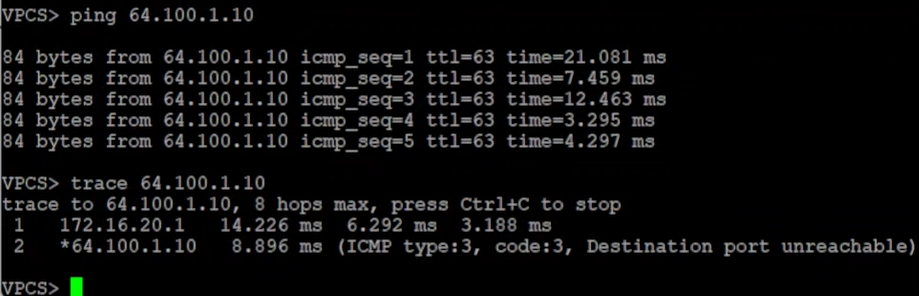 VPCS> ping 64.100.1.10
84 bytes from 64.100.1.10 icmp_seq=1 ttl=63 time=21.081 ms
84 bytes from 64.100.1.10 icmp_seq=2 ttl=63 time=7.459 ms
84 bytes from 64.100.1.10 icmp_seq=3 ttl=63 time=12.463 ms
84 bytes from 64.100.1.10 icmp_seq=4 ttl=63 time=3.295 ms
84 bytes from 64.100.1.10 icmp_seq=5 ttl=63 time=4.297 ms
VPCS> trace 64.100.1.10
trace to 64.100.1.10, 8 hops max, press Ctrl+C to stop
1 172.16.20.1 14.226 ms 6.292 ms 3.188 ms
2 *64.100.1.10 8.896 ms (ICMP type:3, code:3, Destination port unreachable)
VPCS>